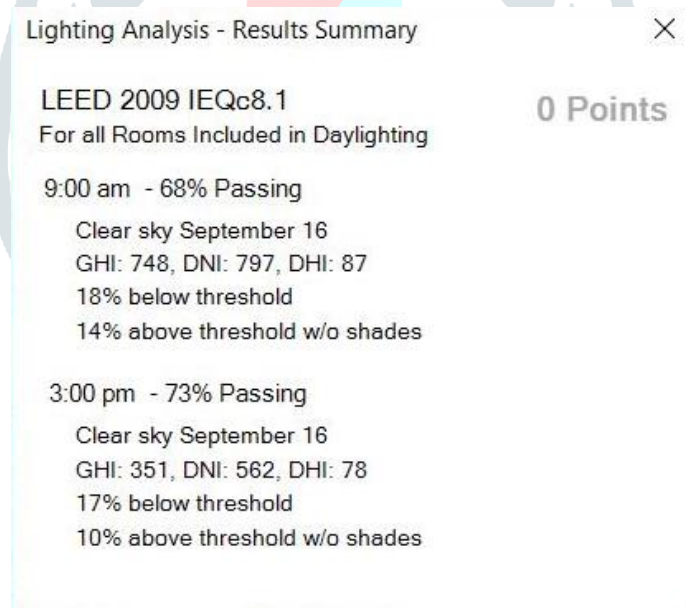 Lighting Analysis - Results Summary
LEED 2009 IEQc8.1
0 Points
For all Rooms Included in Daylighting
9:00 am - 68% Passing
Clear sky September 16
GHI: 748, DNI: 797, DHI: 87
18% below threshold
14% above threshold w/o shades
3:00 pm - 73% Passing
Clear sky September 16
GHI: 351, DNI: 562, DHI: 78
17% below threshold
10% above threshold w/o shades